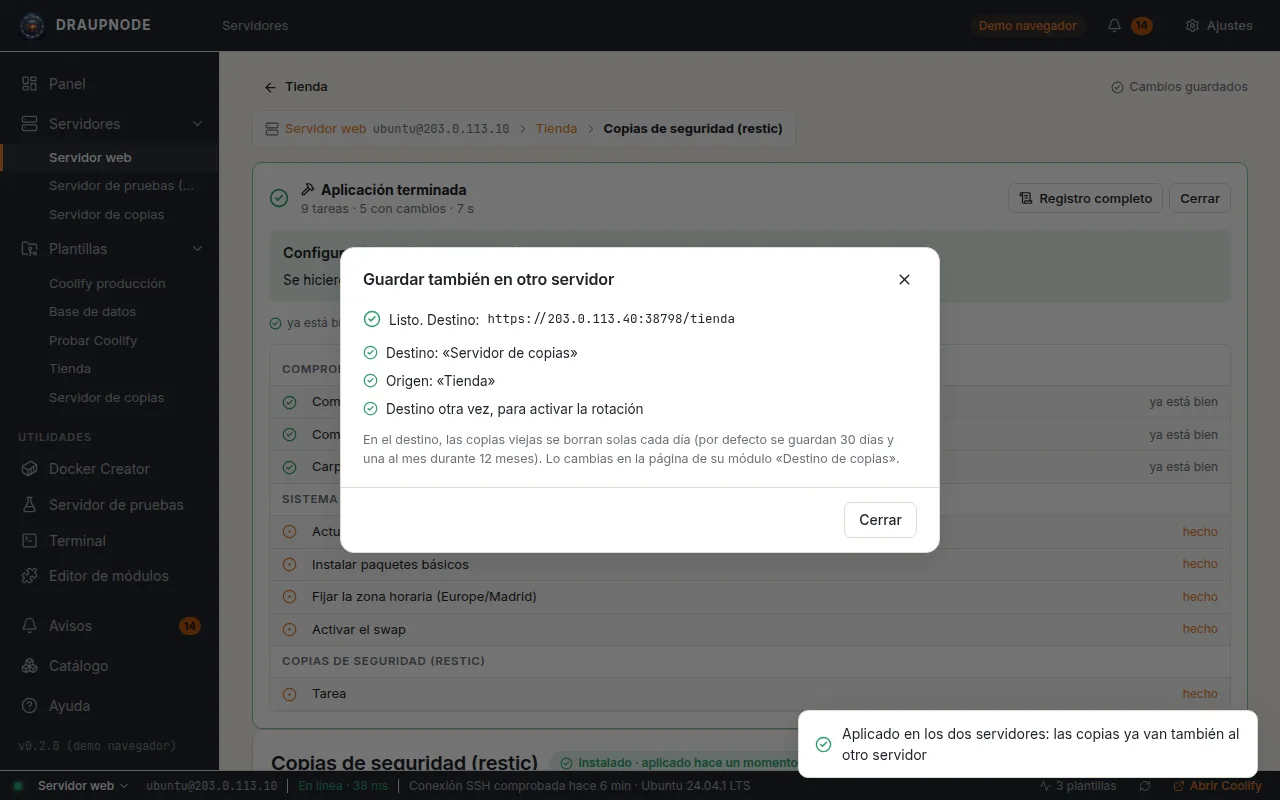 DRAUPNODE
Servidores
Demo navegador
14
Ajustes
Panel
Servidores
Servidor web
Servidor de pruebas (...
Servidor de copias
Plantillas
Coolify producción
Base de datos
Probar Coolify
Tienda
Servidor de copias
UTILIDADES
Docker Creator
Servidor de pruebas
Terminal
Editor de módulos
Avisos
14
Catálogo
Ayuda
v0.2.0 (demo navegador)
Tienda
Cambios guardados
Servidor web ubuntu@203.0.113.10 > Tienda > Copias de seguridad (restic)
Aplicación terminada
9 tareas · 5 con cambios · 7 s
Registro completo
Cerrar
Guardar también en otro servidor
Listo. Destino: https://203.0.113.40:38798/tienda
Destino: «Servidor de copias»
Origen: «Tienda»
Destino otra vez, para activar la rotación
En el destino, las copias viejas se borran solas cada día (por defecto se guardan 30 días y
una al mes durante 12 meses). Lo cambias en la página de su módulo «Destino de copias».
Cerrar
ya está bien
ya está bien
ya está bien
SISTEMA
hecho
Instalar paquetes básicos
hecho
Fijar la zona horaria (Europe/Madrid)
hecho
Activar el swap
hecho
COPIAS DE SEGURIDAD (RESTIC)
Tarea
hecho
Copias de seguridad (restic)
Instalado · aplicado hace un momento
Aplicado en los dos servidores: las copias ya van también al
otro servidor
Servidor web
ubuntu@203.0.113.10
En línea · 38 ms
Conexión SSH comprobada hace 6 min · Ubuntu 24.04.1 LTS
3 plantillas
Abrir Coolify